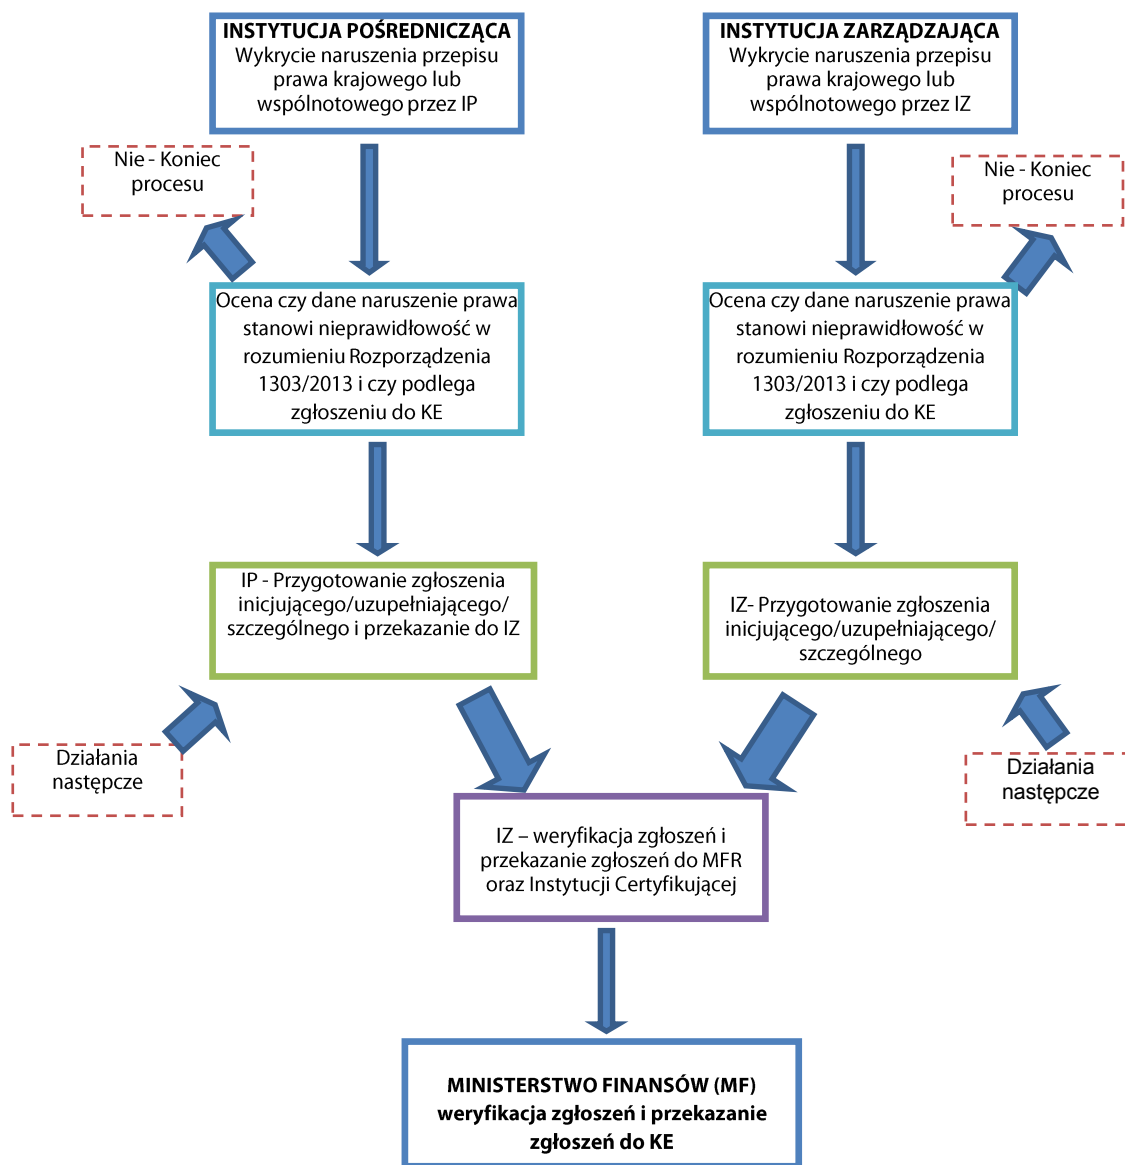 INSTYTUCJA POŚREDNICZĄCA
Wykrycie naruszenia przepisu
prawa krajowego lub
wspólnotowego przez IP
INSTYTUCJA ZARZĄDZAJĄCA
Wykrycie naruszenia przepisu
prawa krajowego lub
wspólnotowego przez IZ
Nie - Koniec
procesu
Nie - Koniec
procesu
Ocena czy dane naruszenie prawa
stanowi nieprawidłowość w
rozumieniu Rozporządzenia
1303/2013 i czy podlega
zgłoszeniu do KE
Ocena czy dane naruszenie prawa
stanowi nieprawidłowość w
rozumieniu Rozporządzenia
1303/2013 i czy podlega
zgłoszeniu do KE
IP - Przygotowanie zgłoszenia
inicjującego/uzupełniającego/
szczególnego i przekazanie do IZ
IZ- Przygotowanie zgłoszenia
inicjującego/uzupełniającego/
szczególnego
Działania
następcze
Działania
następcze
IZ – weryfikacja zgłoszeń i
przekazanie zgłoszeń do MFR
oraz Instytucji Certyfikującej
MINISTERSTWO FINANSÓW (MF)
weryfikacja zgłoszeń i przekazanie
zgłoszeń do KE